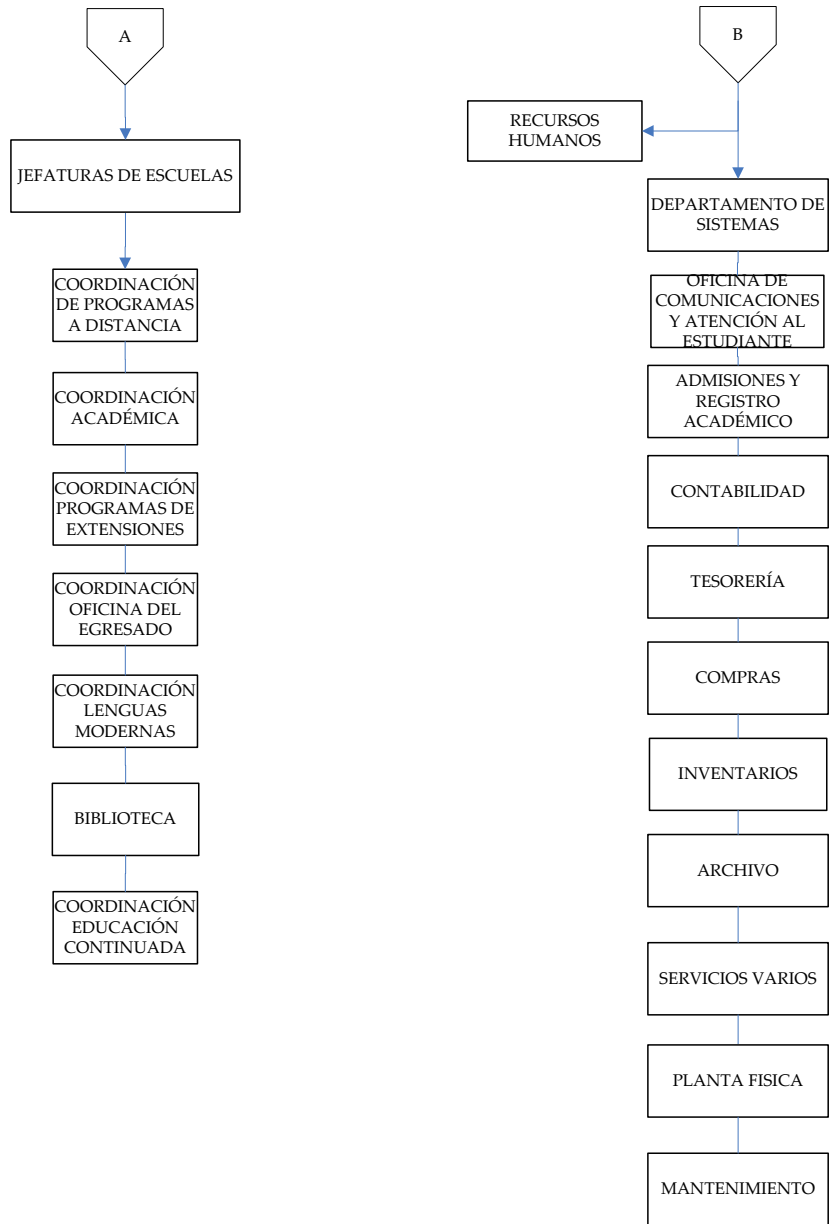 A
JEFATURAS DE ESCUELAS
COORDINACIÓN
DE PROGRAMAS
A DISTANCIA
COORDINACIÓN
ACADÉMICA
COORDINACIÓN
PROGRAMAS DE
EXTENSIONES
COORDINACIÓN
OFICINA DEL
EGRESADO
COORDINACIÓN
LENGUAS
MODERNAS
BIBLIOTECA
COORDINACIÓN
EDUCACIÓN
CONTINUADA
B
RECURSOS
HUMANOS
DEPARTAMENTO DE
SISTEMAS
OFICINA DE
COMUNICACIONES
Y ATENCIÓN AL
ESTUDIANTE
ADMISIONES Y
REGISTRO
ACADÉMICO
CONTABILIDAD
TESORERÍA
COMPRAS
INVENTARIOS
ARCHIVO
SERVICIOS VARIOS
PLANTA FISICA
MANTENIMIENTO